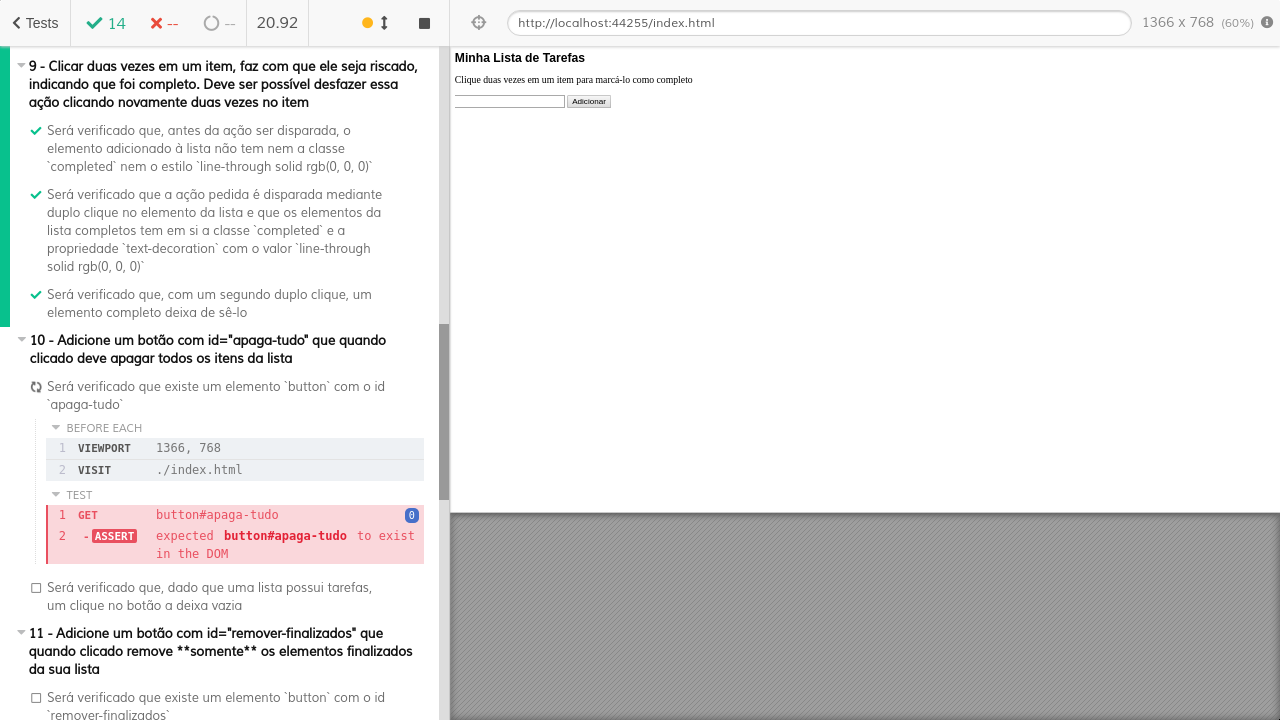 Tests 14 -- -- 20.92
http://localhost:44255/index.html 1366 x 768 (60%)
9 - Clicar duas vezes em um item, faz com que ele seja riscado,
indicando que foi completo. Deve ser possível desfazer essa
ação clicando novamente duas vezes no item
Será verificado que, antes da ação ser disparada, o
elemento adicionado à lista não tem nem a classe
`completed` nem o estilo `line-through solid rgb(0, 0, 0)`
Será verificado que a ação pedida é disparada mediante
duplo clique no elemento da lista e que os elementos da
lista completos tem em si a classe `completed` e a
propriedade `text-decoration` com o valor `line-through
solid rgb(0, 0, 0)`
Será verificado que, com um segundo duplo clique, um
elemento completo deixa de sê-lo
10 - Adicione um botão com id="apaga-tudo" que quando
clicado deve apagar todos os itens da lista
Será verificado que existe um elemento `button` com o id
`apaga-tudo`
BEFORE EACH
1 VIEWPORT 1366, 768
2 VISIT ./index.html
TEST
1 GET button#apaga-tudo 0
2 -ASSERT expected button#apaga-tudo to exist
in the DOM
Será verificado que, dado que uma lista possui tarefas,
um clique no botão a deixa vazia
11 - Adicione um botão com id="remover-finalizados" que
quando clicado remove **somente** os elementos finalizados
da sua lista
Será verificado que existe um elemento `button` com o id
`remover-finalizados`
Minha Lista de Tarefas
Clique duas vezes em um item para marcá-lo como completo
Adicionar